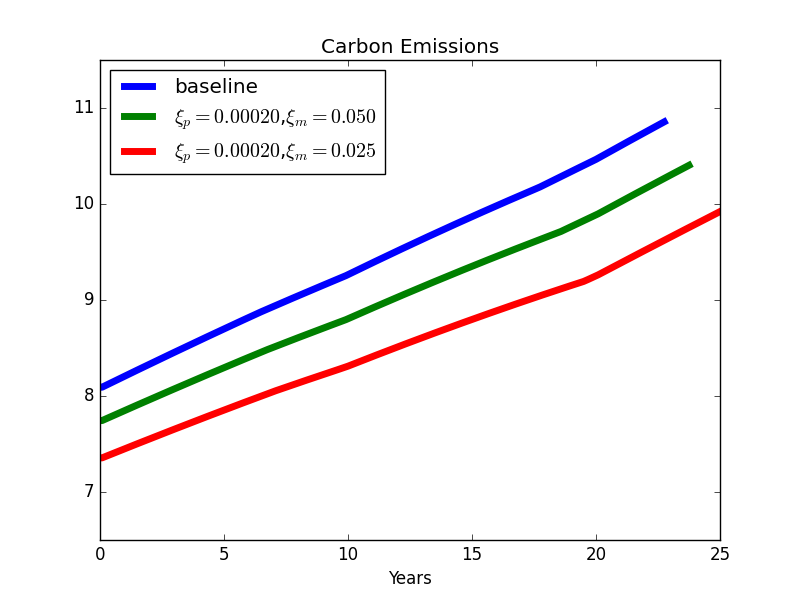 Carbon Emissions
baseline
ξₚ = 0.00020,ξₘ = 0.050
ξₚ = 0.00020,ξₘ = 0.025
11
10
9
8
7
0 5 10 15 20 25
Years